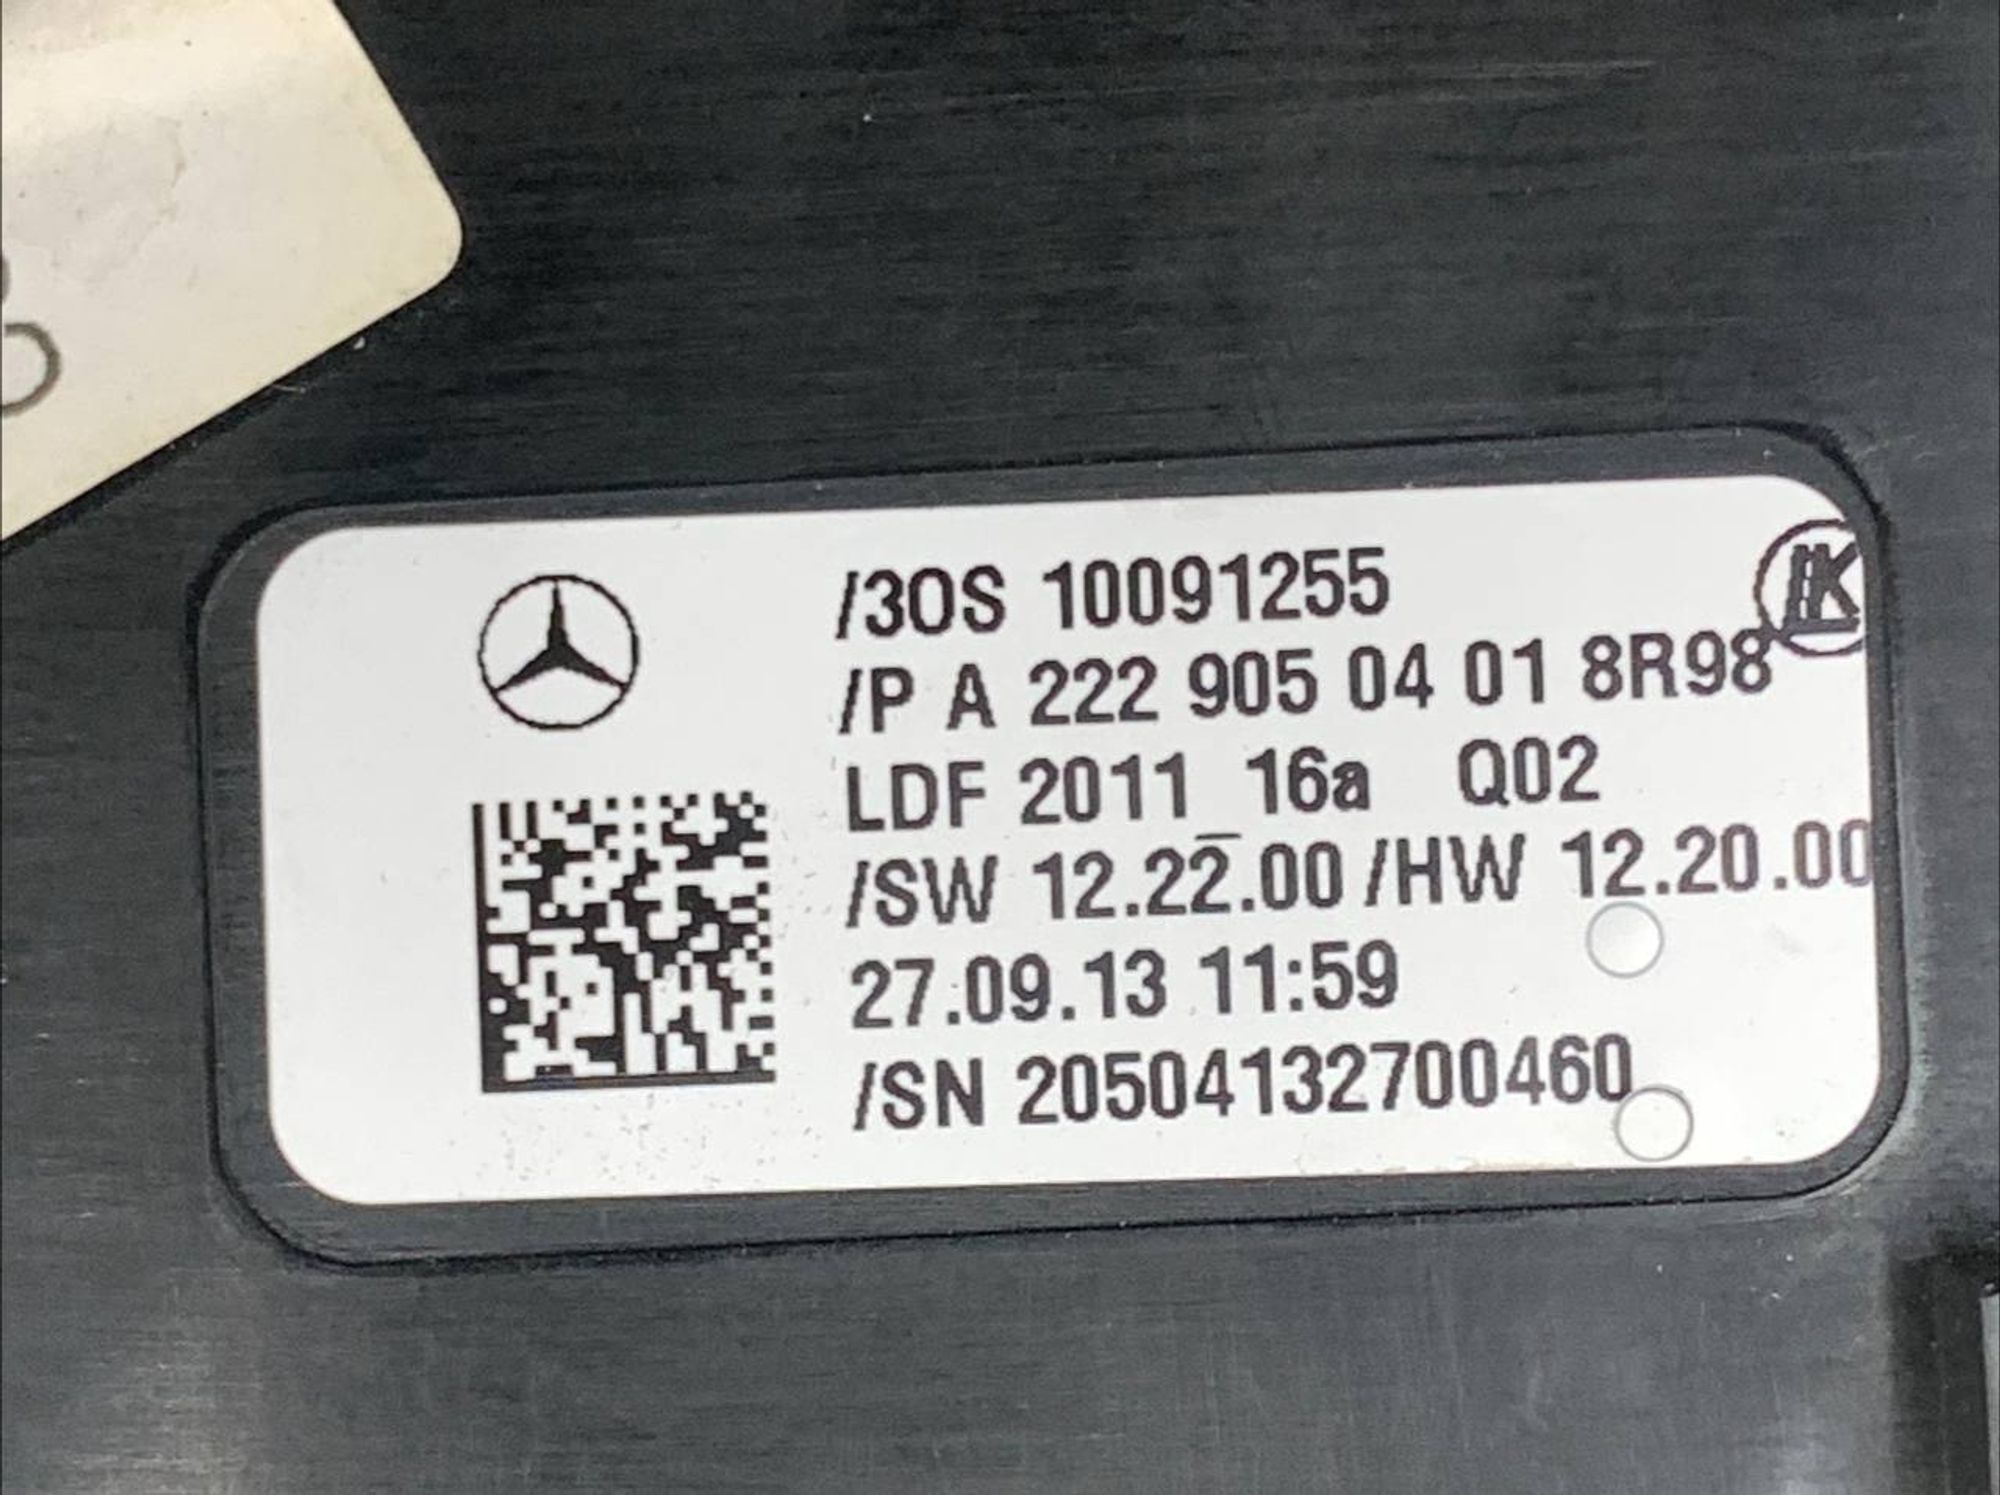 /3OS 10091255
/P A 222 905 04 01 8R98
LDF 2011_16a Q02
/SW 12.22.00 /HW 12.20.00
27.09.13 11:59
/SN 20504132700460